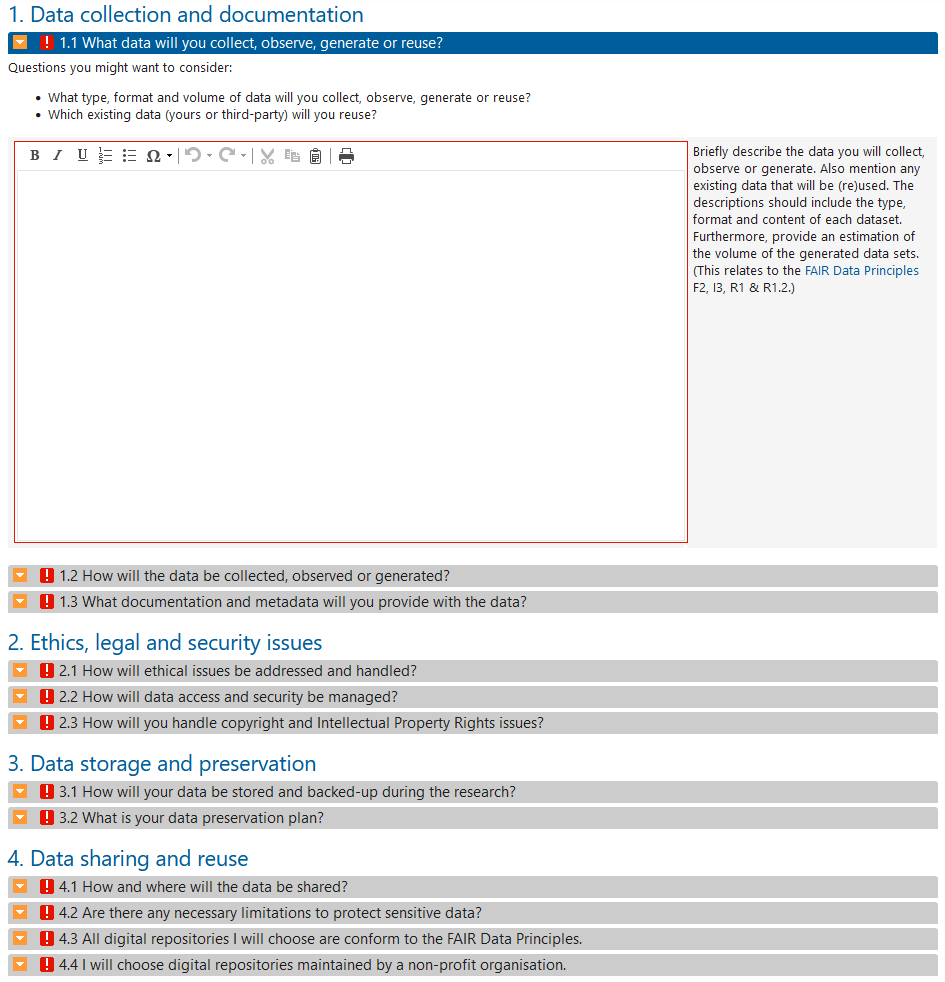 1. Data collection and documentation
! 1.1 What data will you collect, observe, generate or reuse?
Questions you might want to consider:
• What type, format and volume of data will you collect, observe, generate or reuse?
• Which existing data (yours or third-party) will you reuse?
B I U Ω
Briefly describe the data you will collect,
observe or generate. Also mention any
existing data that will be (re)used. The
descriptions should include the type,
format and content of each dataset.
Furthermore, provide an estimation of
the volume of the generated data sets.
(This relates to the FAIR Data Principles
F2, I3, R1 & R1.2.)
! 1.2 How will the data be collected, observed or generated?
! 1.3 What documentation and metadata will you provide with the data?
2. Ethics, legal and security issues
! 2.1 How will ethical issues be addressed and handled?
! 2.2 How will data access and security be managed?
! 2.3 How will you handle copyright and Intellectual Property Rights issues?
3. Data storage and preservation
! 3.1 How will your data be stored and backed-up during the research?
! 3.2 What is your data preservation plan?
4. Data sharing and reuse
! 4.1 How and where will the data be shared?
! 4.2 Are there any necessary limitations to protect sensitive data?
! 4.3 All digital repositories I will choose are conform to the FAIR Data Principles.
! 4.4 I will choose digital repositories maintained by a non-profit organisation.